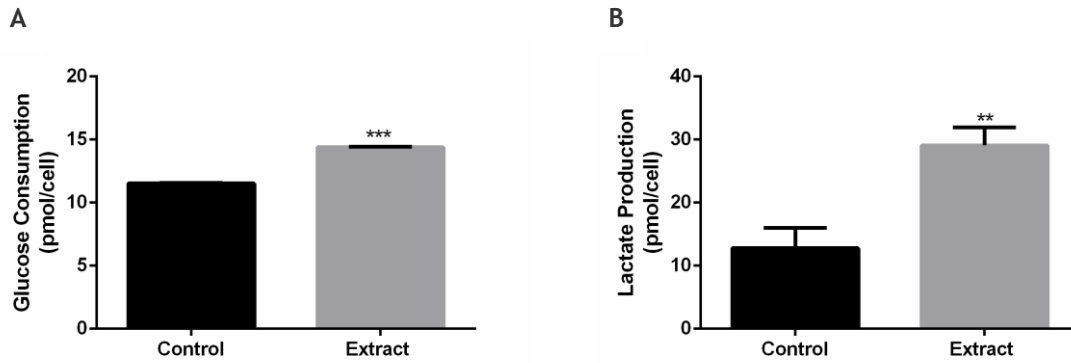 A
Glucose Consumption
(pmol/cell)
20
15
10
5
0
***
Control
Extract
B
Lactate Production
(pmol/cell)
40
30
20
10
0
**
Control
Extract